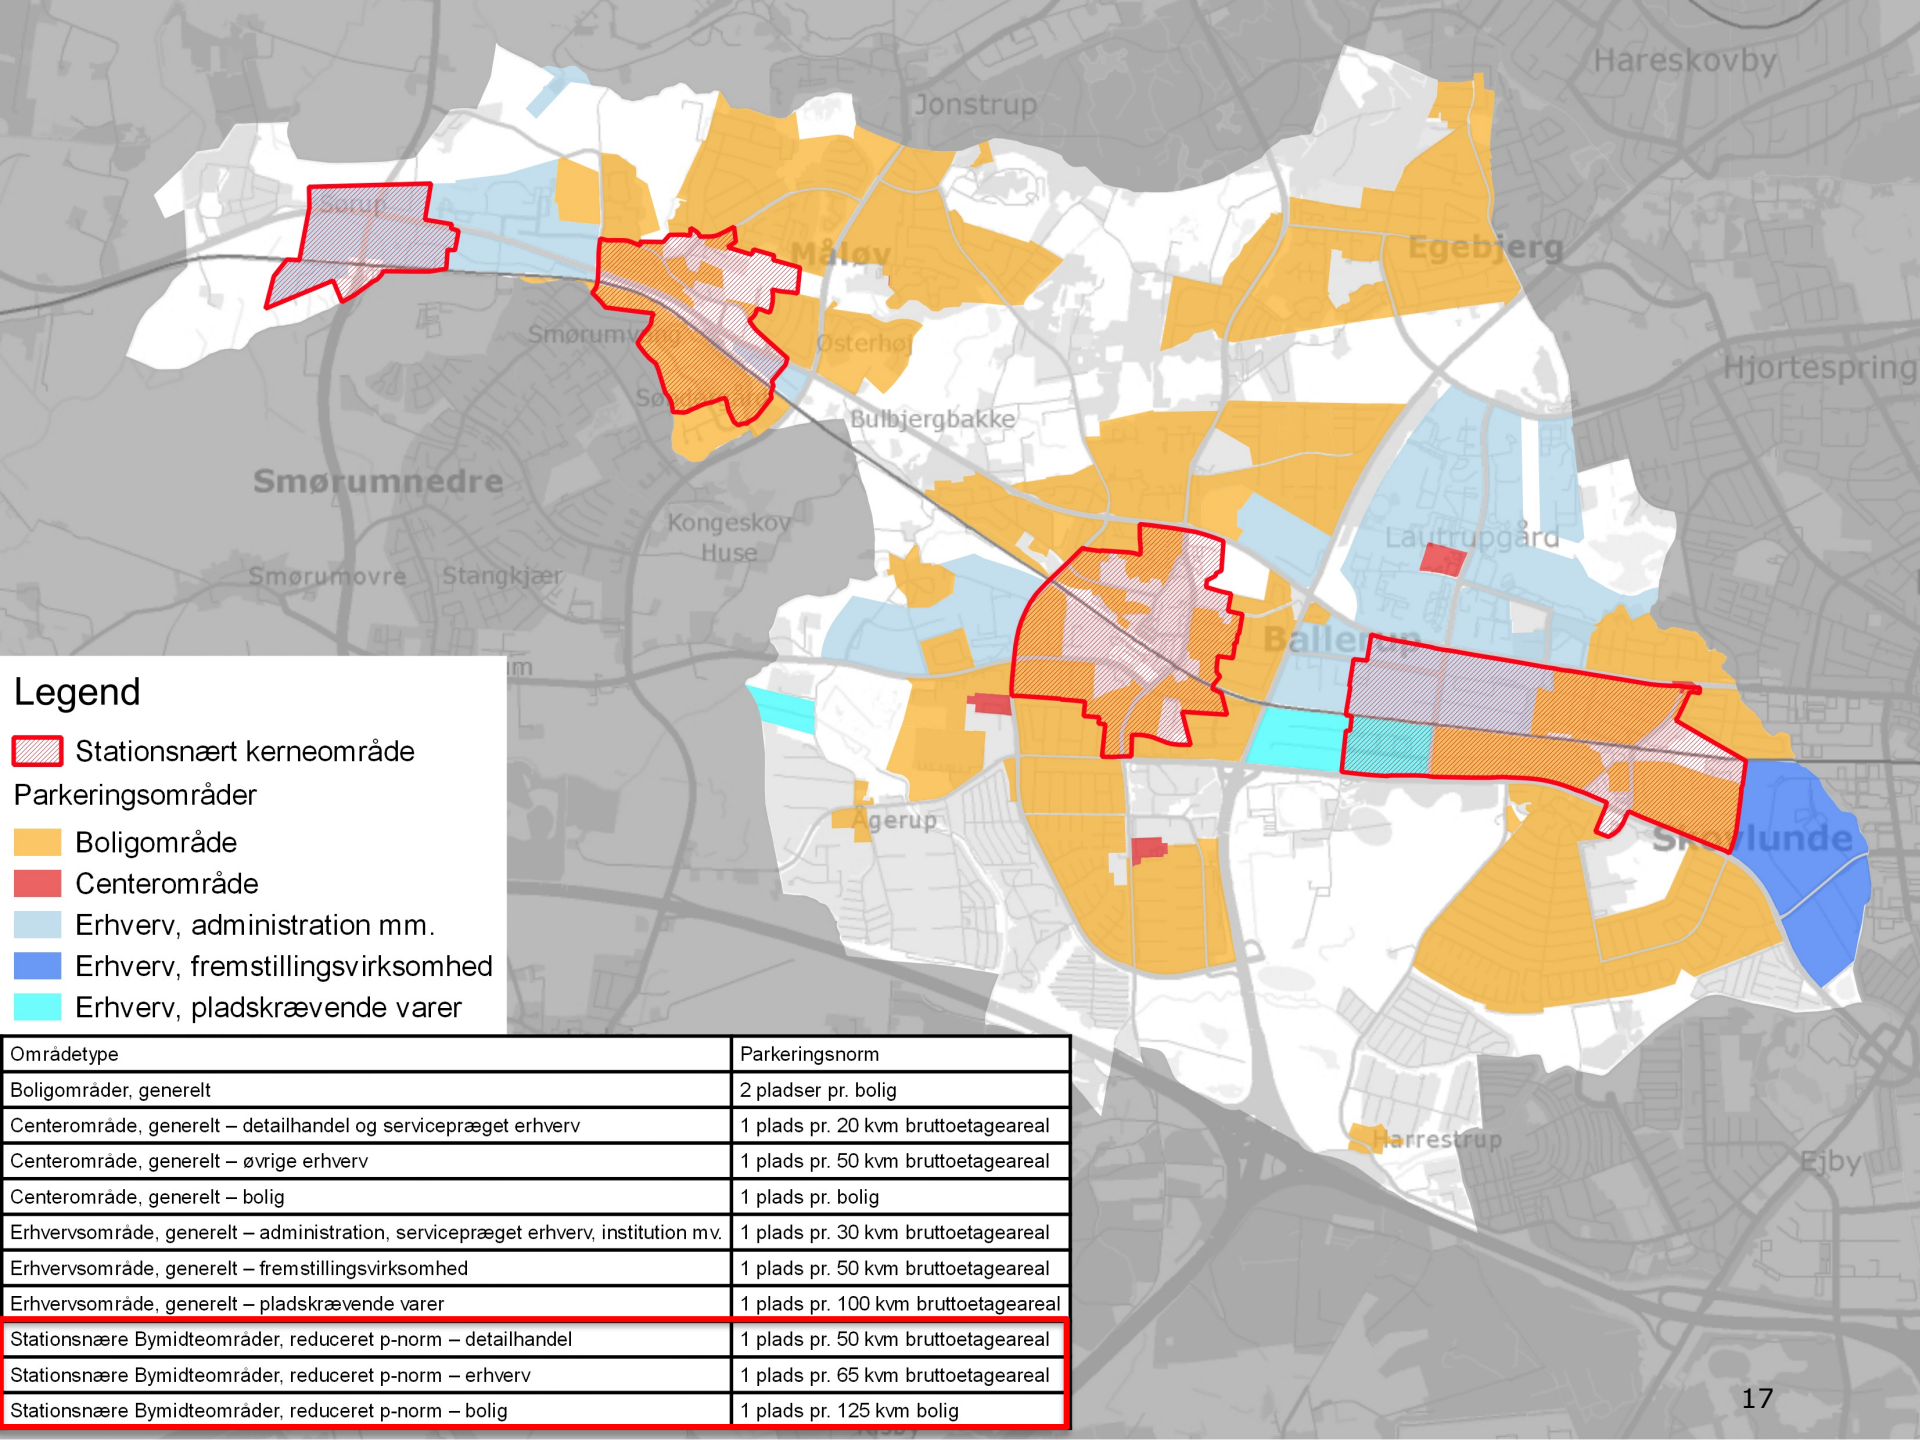 Hareskovby
Jonstrup
Sørup
Måløv
Egebjerg
Smørumvang
Osterhøj
Hjortespring
Bulbjergbakke
Smørumnedre
Kongeskov
Huse
Lautrupgård
Smørumovre
Stangkjær
Ballerup
Ågerup
Skovlunde
Harrestrup
Ejby
Legend
Stationsnært kerneområde
Parkeringsområder
Boligområde
Centerområde
Erhverv, administration mm.
Erhverv, fremstillingsvirksomhed
Erhverv, pladskrævende varer
Områdetype Parkeringsnorm
Boligområder, generelt 2 pladser pr. bolig
Centerområde, generelt – detailhandel og servicepræget erhverv 1 plads pr. 20 kvm bruttoetageareal
Centerområde, generelt – øvrige erhverv 1 plads pr. 50 kvm bruttoetageareal
Centerområde, generelt – bolig 1 plads pr. bolig
Erhvervsområde, generelt – administration, servicepræget erhverv, institution mv. 1 plads pr. 30 kvm bruttoetageareal
Erhvervsområde, generelt – fremstillingsvirksomhed 1 plads pr. 50 kvm bruttoetageareal
Erhvervsområde, generelt – pladskrævende varer 1 plads pr. 100 kvm bruttoetageareal
Stationsnære Bymidteområder, reduceret p-norm – detailhandel 1 plads pr. 50 kvm bruttoetageareal
Stationsnære Bymidteområder, reduceret p-norm – erhverv 1 plads pr. 65 kvm bruttoetageareal
Stationsnære Bymidteområder, reduceret p-norm – bolig 1 plads pr. 125 kvm bolig
17